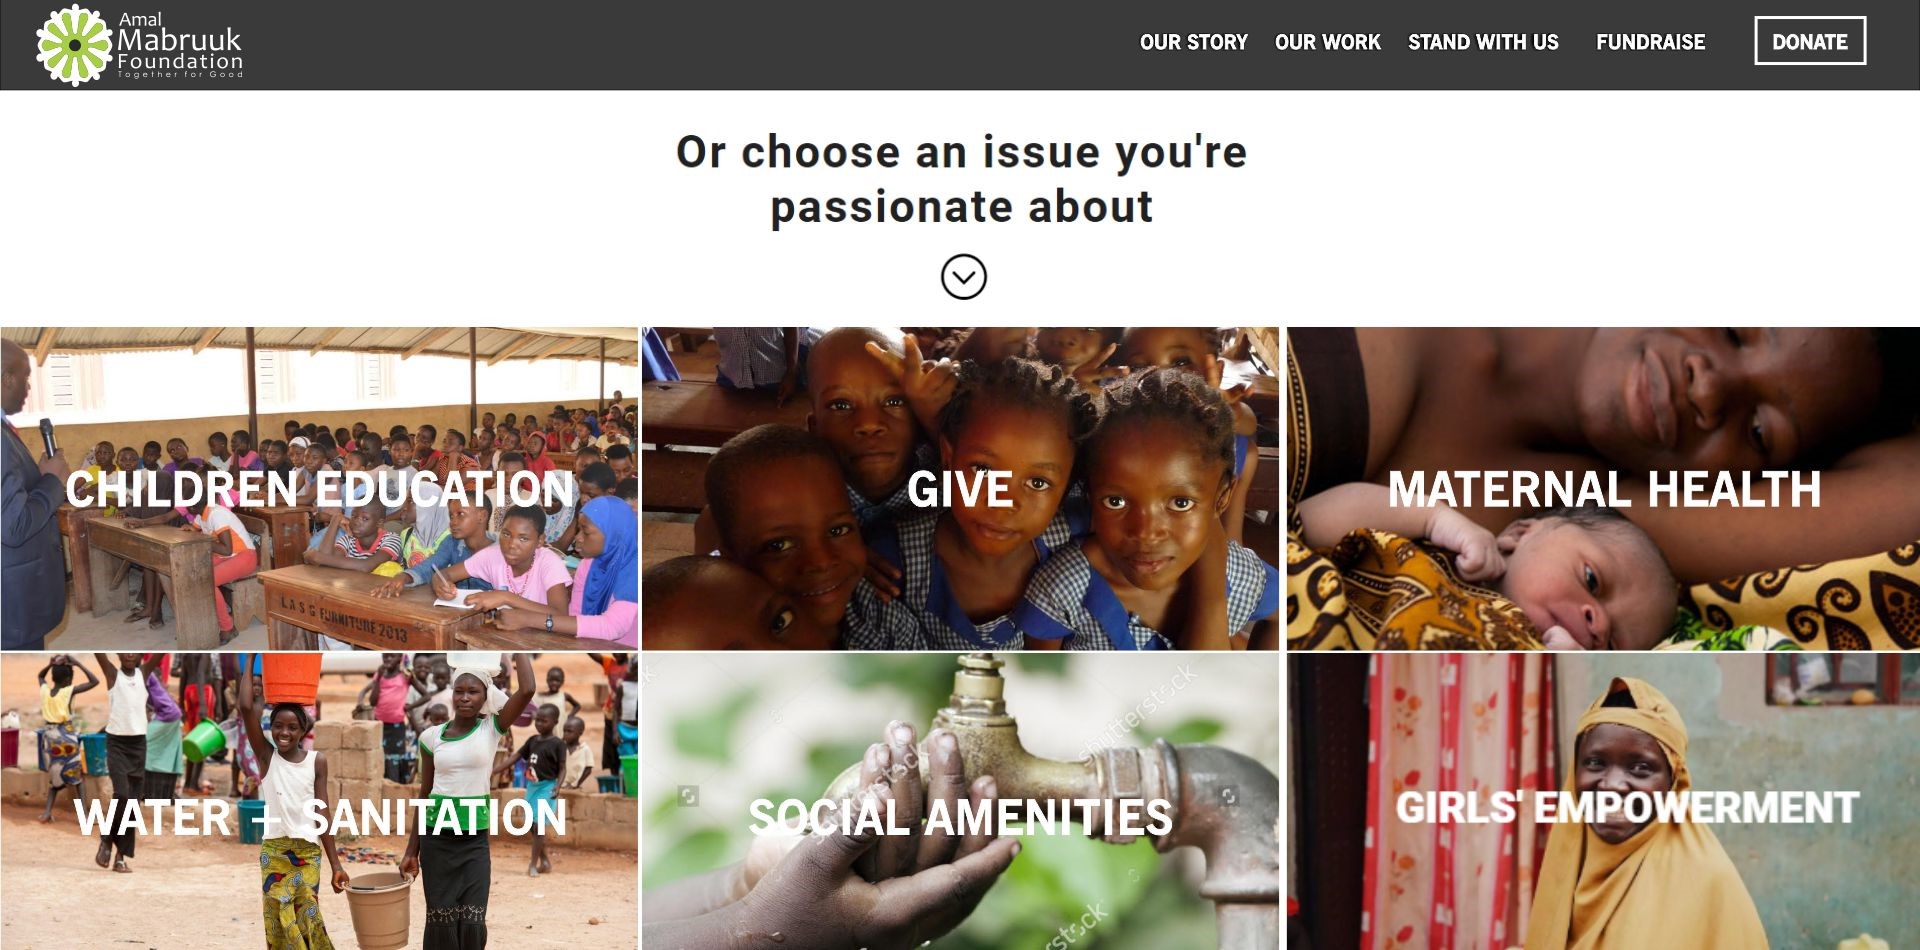 Amal
Mabruuk
Foundation
Together for Good
OUR STORY
OUR WORK
STAND WITH US
FUNDRAISE
DONATE
Or choose an issue you're
passionate about
CHILDREN EDUCATION
L A S G FURNITURE 2013
GIVE
MATERNAL HEALTH
WATER + SANITATION
SOCIAL AMENITIES
shutterstock
GIRLS' EMPOWERMENT